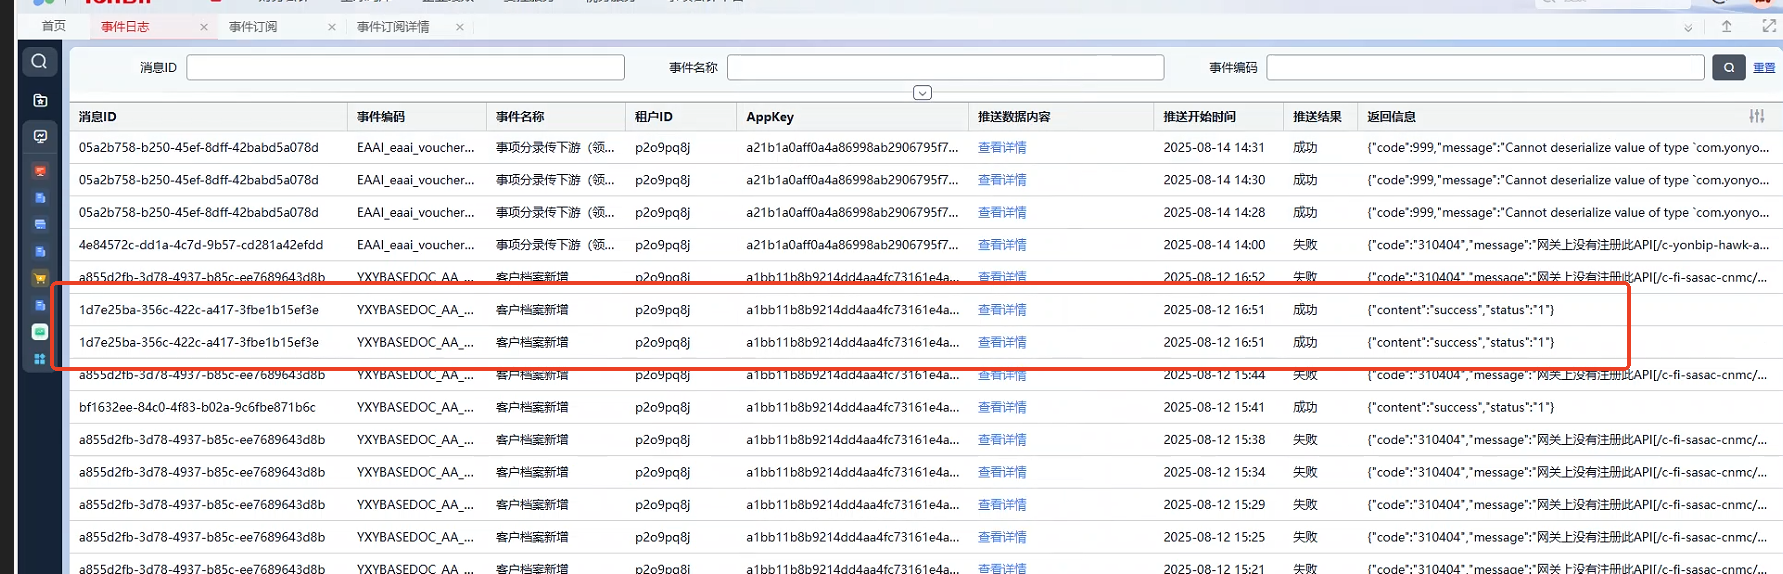 首页 事件日志 × 事件订阅 × 事件订阅详情 ×
消息ID 事件名称 事件编码 重置
消息ID 事件编码 事件名称 租户ID AppKey 推送数据内容 推送开始时间 推送结果 返回信息
05a2b758-b250-45ef-8dff-42babd5a078d EAAI_eaai_voucher... 事项分录传下游（领... p2o9pq8j a21b1a0aff0a4a86998ab2906795f7... 查看详情 2025-08-14 14:31 成功 {"code":999,"message":"Cannot deserialize value of type `com.yonyo...
05a2b758-b250-45ef-8dff-42babd5a078d EAAI_eaai_voucher... 事项分录传下游（领... p2o9pq8j a21b1a0aff0a4a86998ab2906795f7... 查看详情 2025-08-14 14:30 成功 {"code":999,"message":"Cannot deserialize value of type `com.yonyo...
05a2b758-b250-45ef-8dff-42babd5a078d EAAI_eaai_voucher... 事项分录传下游（领... p2o9pq8j a21b1a0aff0a4a86998ab2906795f7... 查看详情 2025-08-14 14:28 成功 {"code":999,"message":"Cannot deserialize value of type `com.yonyo...
4e84572c-dd1a-4c7d-9b57-cd281a42efdd EAAI_eaai_voucher... 事项分录传下游（领... p2o9pq8j a21b1a0aff0a4a86998ab2906795f7... 查看详情 2025-08-14 14:00 失败 {"code":"310404","message":"网关上没有注册此API[/c-yonbip-hawk-a...
a855d2fb-3d78-4937-b85c-ee7689643d8b YXYBASEDOC_AA_... 客户档案新增 p2o9pq8j a1bb11b8b9214dd4aa4fc73161e4a... 查看详情 2025-08-12 16:52 失败 {"code":"310404","message":"网关上没有注册此API[/c-fi-sasac-cnmc/...
1d7e25ba-356c-422c-a417-3fbe1b15ef3e YXYBASEDOC_AA_... 客户档案新增 p2o9pq8j a1bb11b8b9214dd4aa4fc73161e4a... 查看详情 2025-08-12 16:51 成功 {"content":"success","status":"1"}
1d7e25ba-356c-422c-a417-3fbe1b15ef3e YXYBASEDOC_AA_... 客户档案新增 p2o9pq8j a1bb11b8b9214dd4aa4fc73161e4a... 查看详情 2025-08-12 16:51 成功 {"content":"success","status":"1"}
a855d2fb-3d78-4937-b85c-ee7689643d8b YXYBASEDOC_AA_... 客户档案新增 p2o9pq8j a1bb11b8b9214dd4aa4fc73161e4a... 查看详情 2025-08-12 15:44 失败 {"code":"310404","message":"网关上没有注册此API[/c-fi-sasac-cnmc/...
bf1632ee-84c0-4f83-b02a-9c6fbe871b6c YXYBASEDOC_AA_... 客户档案新增 p2o9pq8j a1bb11b8b9214dd4aa4fc73161e4a... 查看详情 2025-08-12 15:41 成功 {"content":"success","status":"1"}
a855d2fb-3d78-4937-b85c-ee7689643d8b YXYBASEDOC_AA_... 客户档案新增 p2o9pq8j a1bb11b8b9214dd4aa4fc73161e4a... 查看详情 2025-08-12 15:38 失败 {"code":"310404","message":"网关上没有注册此API[/c-fi-sasac-cnmc/...
a855d2fb-3d78-4937-b85c-ee7689643d8b YXYBASEDOC_AA_... 客户档案新增 p2o9pq8j a1bb11b8b9214dd4aa4fc73161e4a... 查看详情 2025-08-12 15:34 失败 {"code":"310404","message":"网关上没有注册此API[/c-fi-sasac-cnmc/...
a855d2fb-3d78-4937-b85c-ee7689643d8b YXYBASEDOC_AA_... 客户档案新增 p2o9pq8j a1bb11b8b9214dd4aa4fc73161e4a... 查看详情 2025-08-12 15:29 失败 {"code":"310404","message":"网关上没有注册此API[/c-fi-sasac-cnmc/...
a855d2fb-3d78-4937-b85c-ee7689643d8b YXYBASEDOC_AA_... 客户档案新增 p2o9pq8j a1bb11b8b9214dd4aa4fc73161e4a... 查看详情 2025-08-12 15:25 失败 {"code":"310404","message":"网关上没有注册此API[/c-fi-sasac-cnmc/...
a855d2fb-3d78-4937-b85c-ee7689643d8b YXYBASEDOC_AA_... 客户档案新增 p2o9pq8j a1bb11b8b9214dd4aa4fc73161e4a... 查看详情 2025-08-12 15:21 失败 {"code":"310404","message":"网关上没有注册此API[/c-fi-sasac-cnmc/...